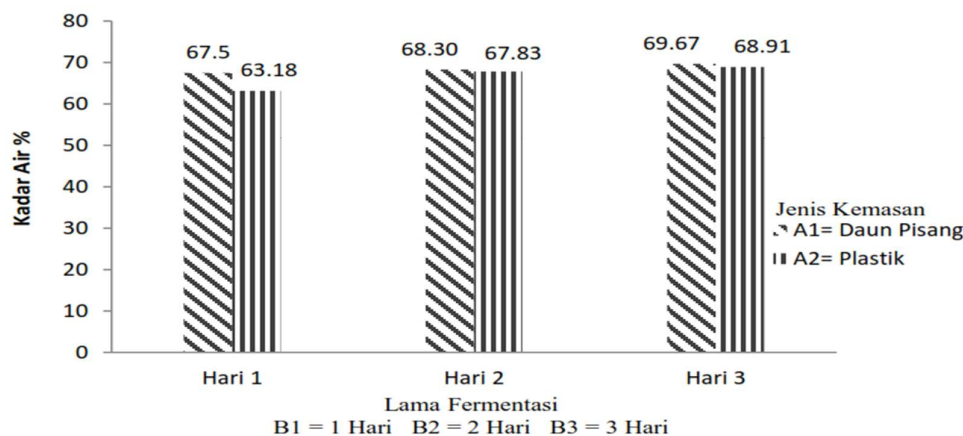 Kadar Air %
80
70
60
50
40
30
20
10
0
67.5
63.18
68.30
67.83
69.67
68.91
Hari 1
Hari 2
Hari 3
Jenis Kemasan
A1= Daun Pisang
A2= Plastik
Lama Fermentasi
B1 = 1 Hari B2 = 2 Hari B3 = 3 Hari